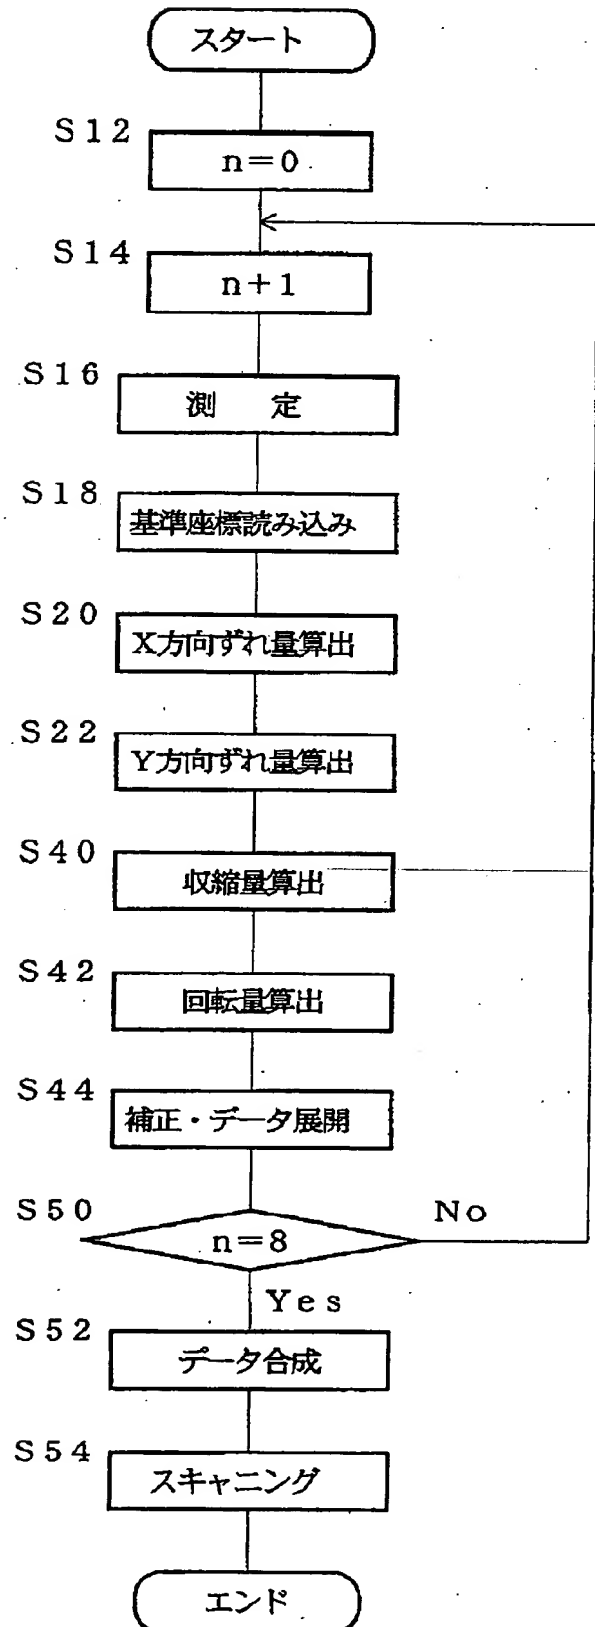 スタート
S12
n=0
S14
n+1
S16
測 定
S18
基準座標読み込み
S20
X方向ずれ量算出
S22
Y方向ずれ量算出
S40
収縮量算出
S42
回転量算出
S44
補正・データ展開
S50
n=8
No
Yes
S52
データ合成
S54
スキャニング
エンド